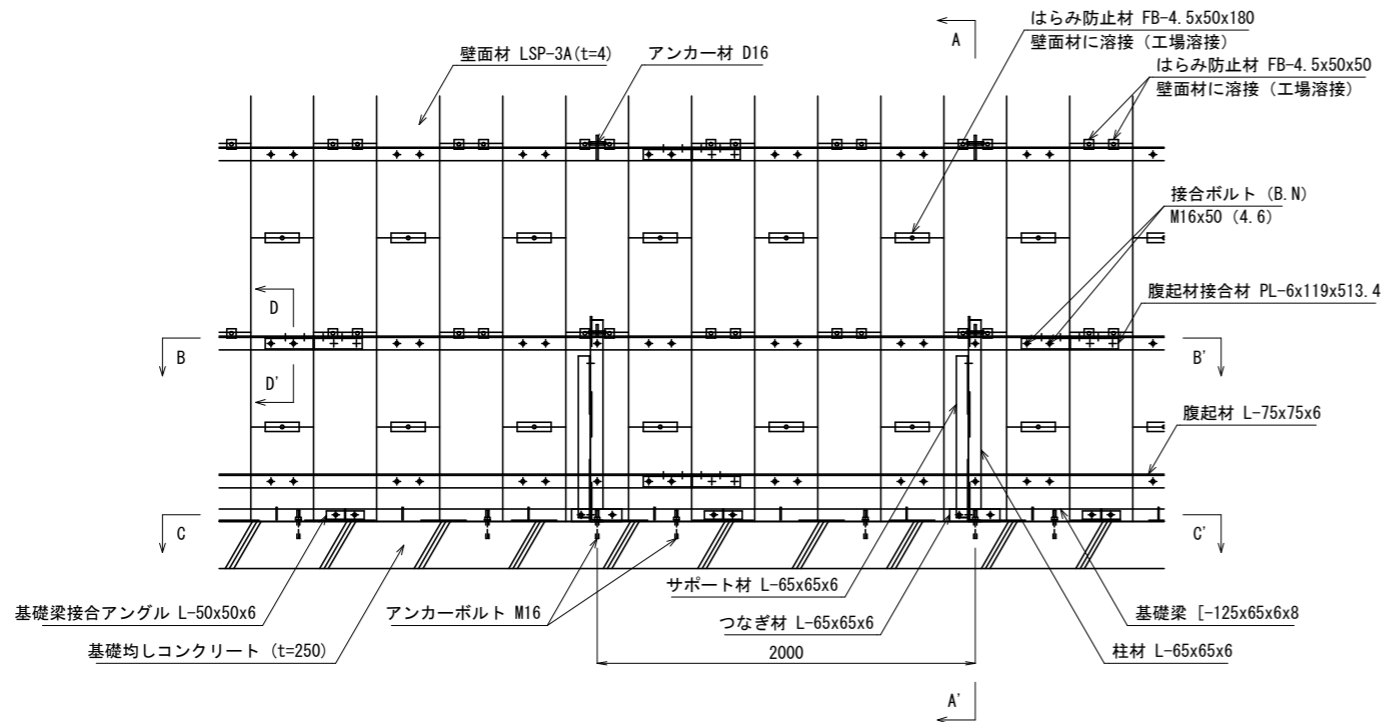 はらみ防止材 FB-4.5x50x180
壁面材に溶接（工場溶接）
A
壁面材 LSP-3A(t=4)
アンカー材 D16
はらみ防止材 FB-4.5x50x50
壁面材に溶接（工場溶接）
接合ボルト (B.N)
M16x50 (4.6)
腹起材接合材 PL-6x119x513.4
D
B
B'
D'
腹起材 L-75x75x6
C
C'
サポート材 L-65x65x6
基礎梁接合アングル L-50x50x6
アンカーボルト M16
つなぎ材 L-65x65x6
基礎梁 [-125x65x6x8
基礎均しコンクリート (t=250)
2000
柱材 L-65x65x6
A'